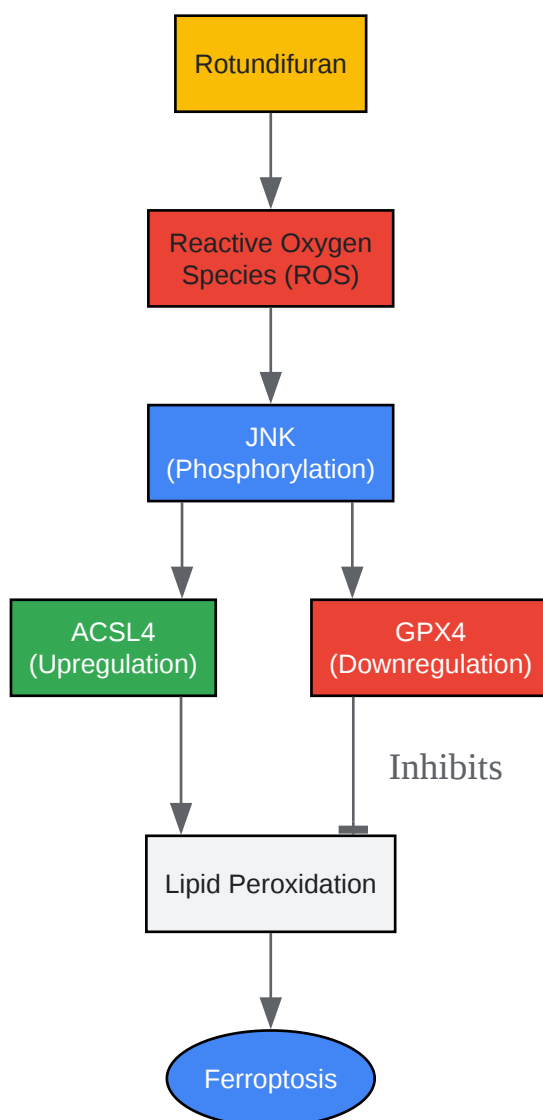 Rotundifuran
Reactive Oxygen
Species (ROS)
JNK
(Phosphorylation)
ACSL4
(Upregulation)
GPX4
(Downregulation)
Inhibits
Lipid Peroxidation
Ferroptosis